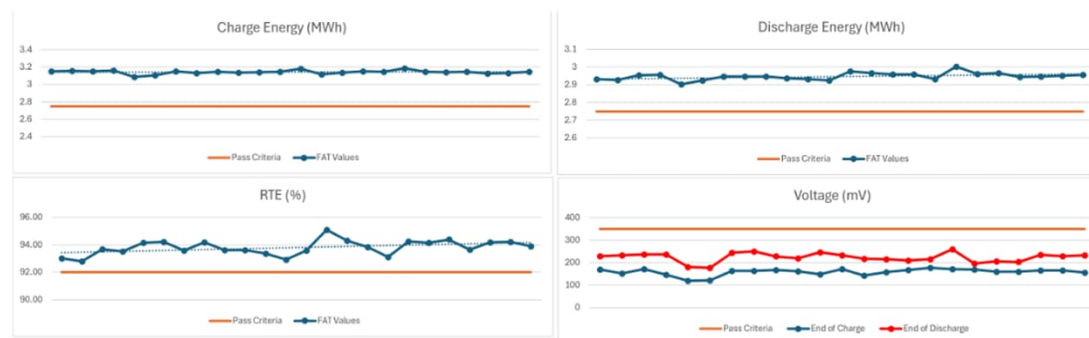 Charge Energy (MWh)
3.4
3.2
3
2.8
2.6
2.4
Pass Criteria FAT Values
Discharge Energy (MWh)
3.1
3
2.9
2.8
2.7
2.6
Pass Criteria FAT Values
RTE (%)
96.00
94.00
92.00
90.00
Pass Criteria FAT Values
Voltage (mV)
400
300
200
100
0
Pass Criteria End of Charge End of Discharge